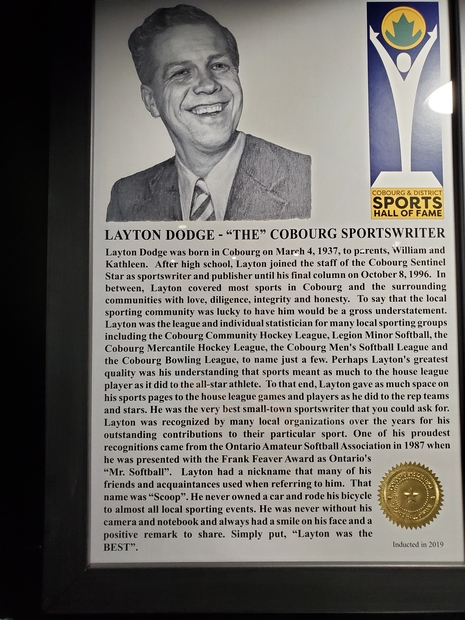 COBOURG & DISTRICT
SPORTS
HALL OF FAME
LAYTON DODGE - “THE” COBOURG SPORTSWRITER
Layton Dodge was born in Cobourg on March 4, 1937, to parents, William and
Kathleen. After high school, Layton joined the staff of the Cobourg Sentinel
Star as sportswriter and publisher until his final column on October 8, 1996. In
between, Layton covered most sports in Cobourg and the surrounding
communities with love, diligence, integrity and honesty. To say that the local
sporting community was lucky to have him would be a gross understatement.
Layton was the league and individual statistician for many local sporting groups
including the Cobourg Community Hockey League, Legion Minor Softball, the
Cobourg Mercantile Hockey League, the Cobourg Men's Softball League and
the Cobourg Bowling League, to name just a few. Perhaps Layton's greatest
quality was his understanding that sports meant as much to the house league
player as it did to the all-star athlete. To that end, Layton gave as much space on
his sports pages to the house league games and players as he did to the rep teams
and stars. He was the very best small-town sportswriter that you could ask for.
Layton was recognized by many local organizations over the years for his
outstanding contributions to their particular sport. One of his proudest
recognitions came from the Ontario Amateur Softball Association in 1987 when
he was presented with the Frank Feaver Award as Ontario's
“Mr. Softball”. Layton had a nickname that many of his
friends and acquaintances used when referring to him. That
name was “Scoop”. He never owned a car and rode his bicycle
to almost all local sporting events. He was never without his
camera and notebook and always had a smile on his face and a
positive remark to share. Simply put, “Layton was the
BEST”.
Inducted in 2019